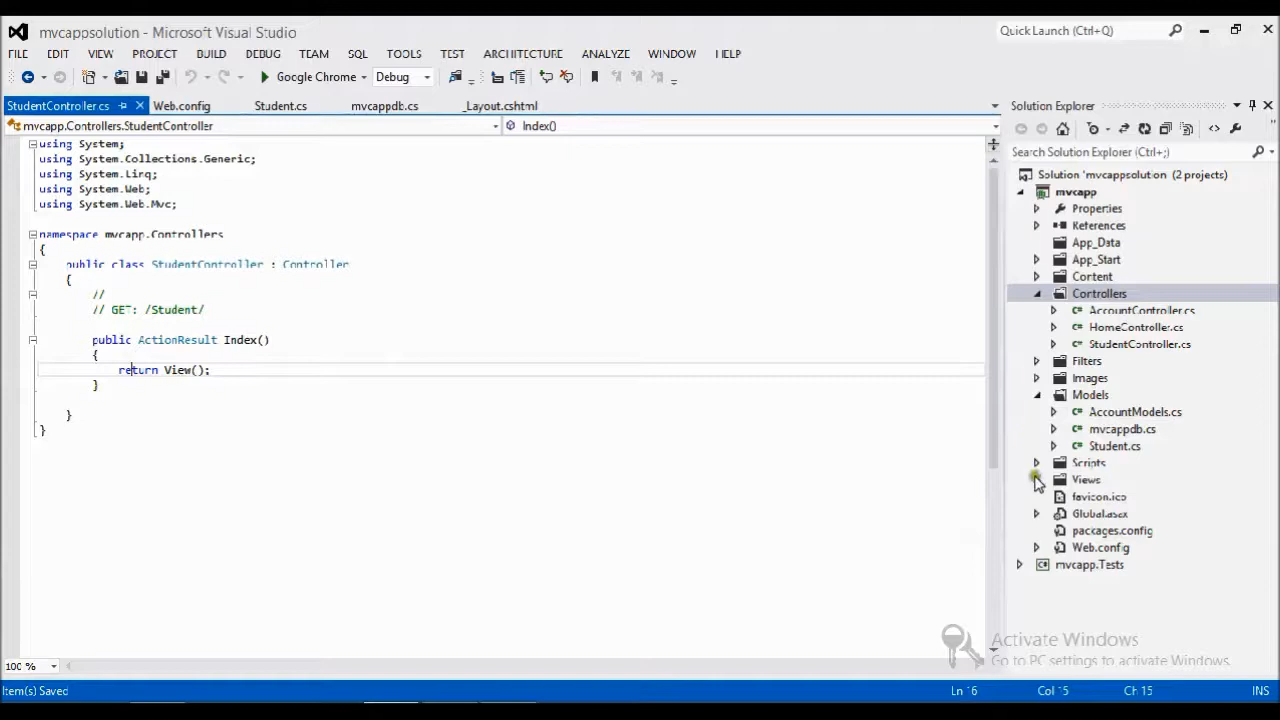 mvcappsolution - Microsoft Visual Studio
Quick Launch (Ctrl+Q)
FILE EDIT VIEW PROJECT BUILD DEBUG TEAM SQL TOOLS TEST ARCHITECTURE ANALYZE WINDOW HELP
Google Chrome Debug
StudentController.cs Web.config Student.cs mvcappdb.cs _Layout.cshtml
mvcapp.Controllers.StudentController Index()
using System;
using System.Collections.Generic;
using System.Linq;
using System.Web;
using System.Web.Mvc;
namespace mvcapp.Controllers
{
public class StudentController : Controller
{
//
// GET: /Student/
public ActionResult Index()
{
return View();
}
}
}
100 %
Solution Explorer
Search Solution Explorer (Ctrl+;)
Solution 'mvcappsolution (2 projects)
mvcapp
Properties
References
App_Data
App_Start
Content
Controllers
AccountController.cs
HomeController.cs
StudentController.cs
Filters
Images
Models
AccountModels.cs
mvcappdb.cs
Student.cs
Scripts
Views
favicon.ico
Global.asax
packages.config
Web.config
mvcapp.Tests
Activate Windows
Go to PC settings to activate Windows.
Item(s) Saved Ln 16 Col 15 Ch 15 INS